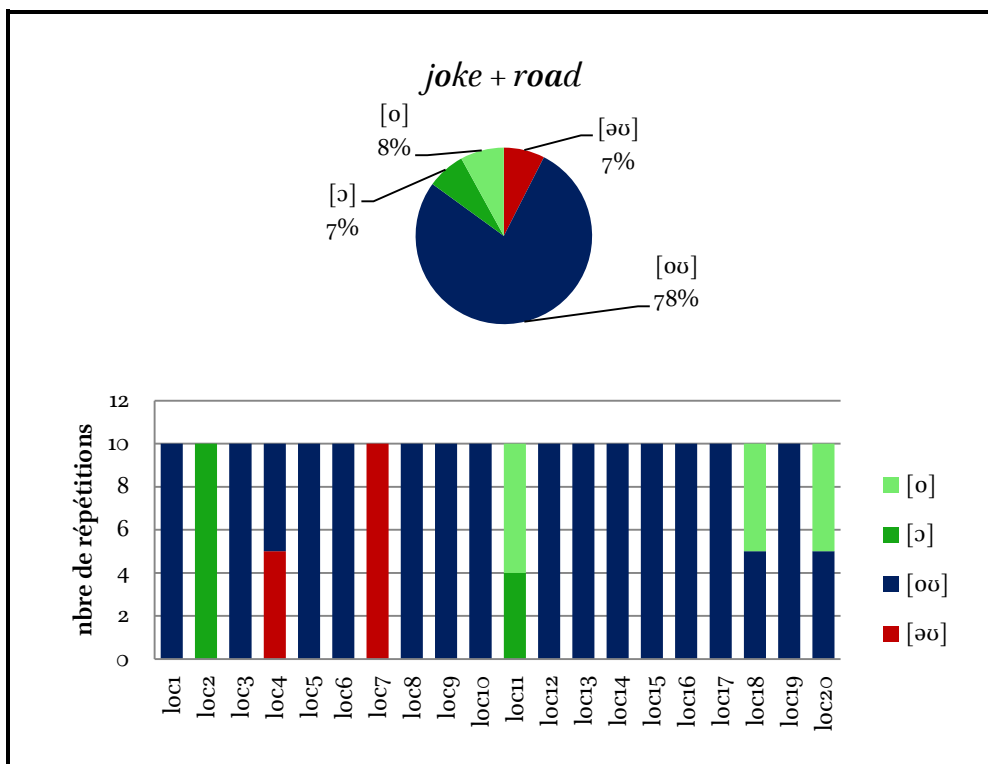 joke + road
[o]
8%
[əʊ]
7%
[ɔ]
7%
[oʊ]
78%
nbre de répétitions
12
10
8
6
4
2
0
loc1
loc2
loc3
loc4
loc5
loc6
loc7
loc8
loc9
loc10
loc11
loc12
loc13
loc14
loc15
loc16
loc17
loc18
loc19
loc20
[o]
[ɔ]
[oʊ]
[əʊ]